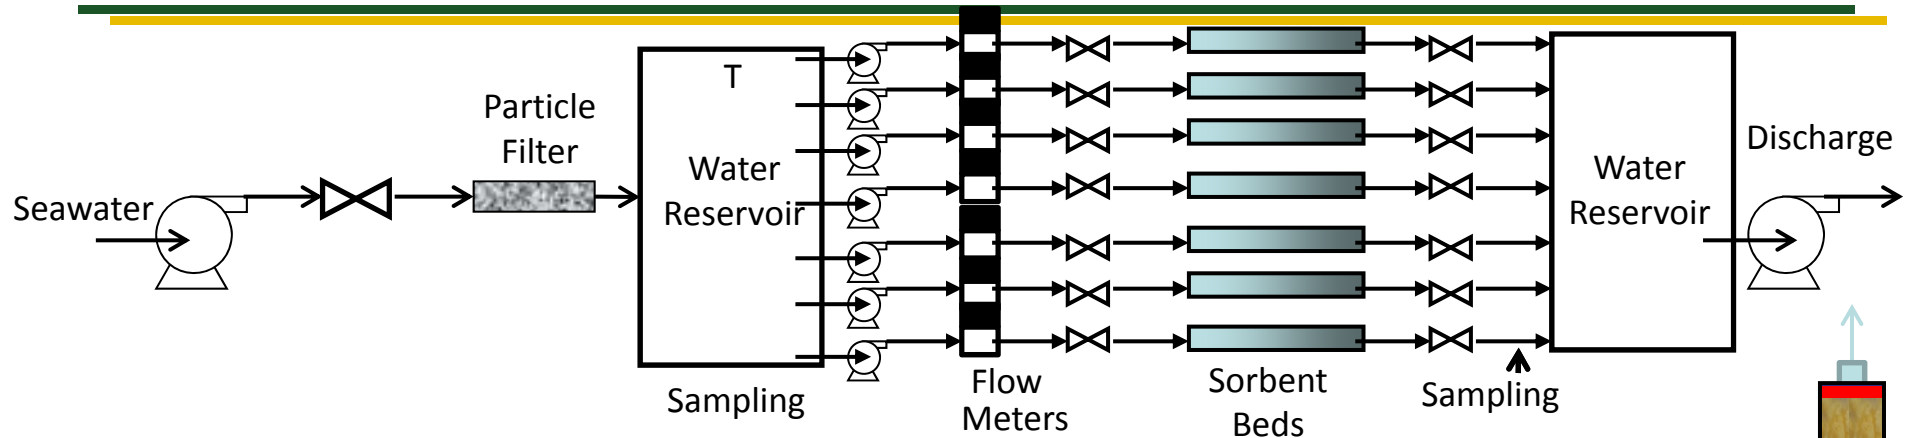 Seawater
Particle
Filter
T
Water
Reservoir
Sampling
Flow
Meters
Sorbent
Beds
Sampling
Water
Reservoir
Discharge